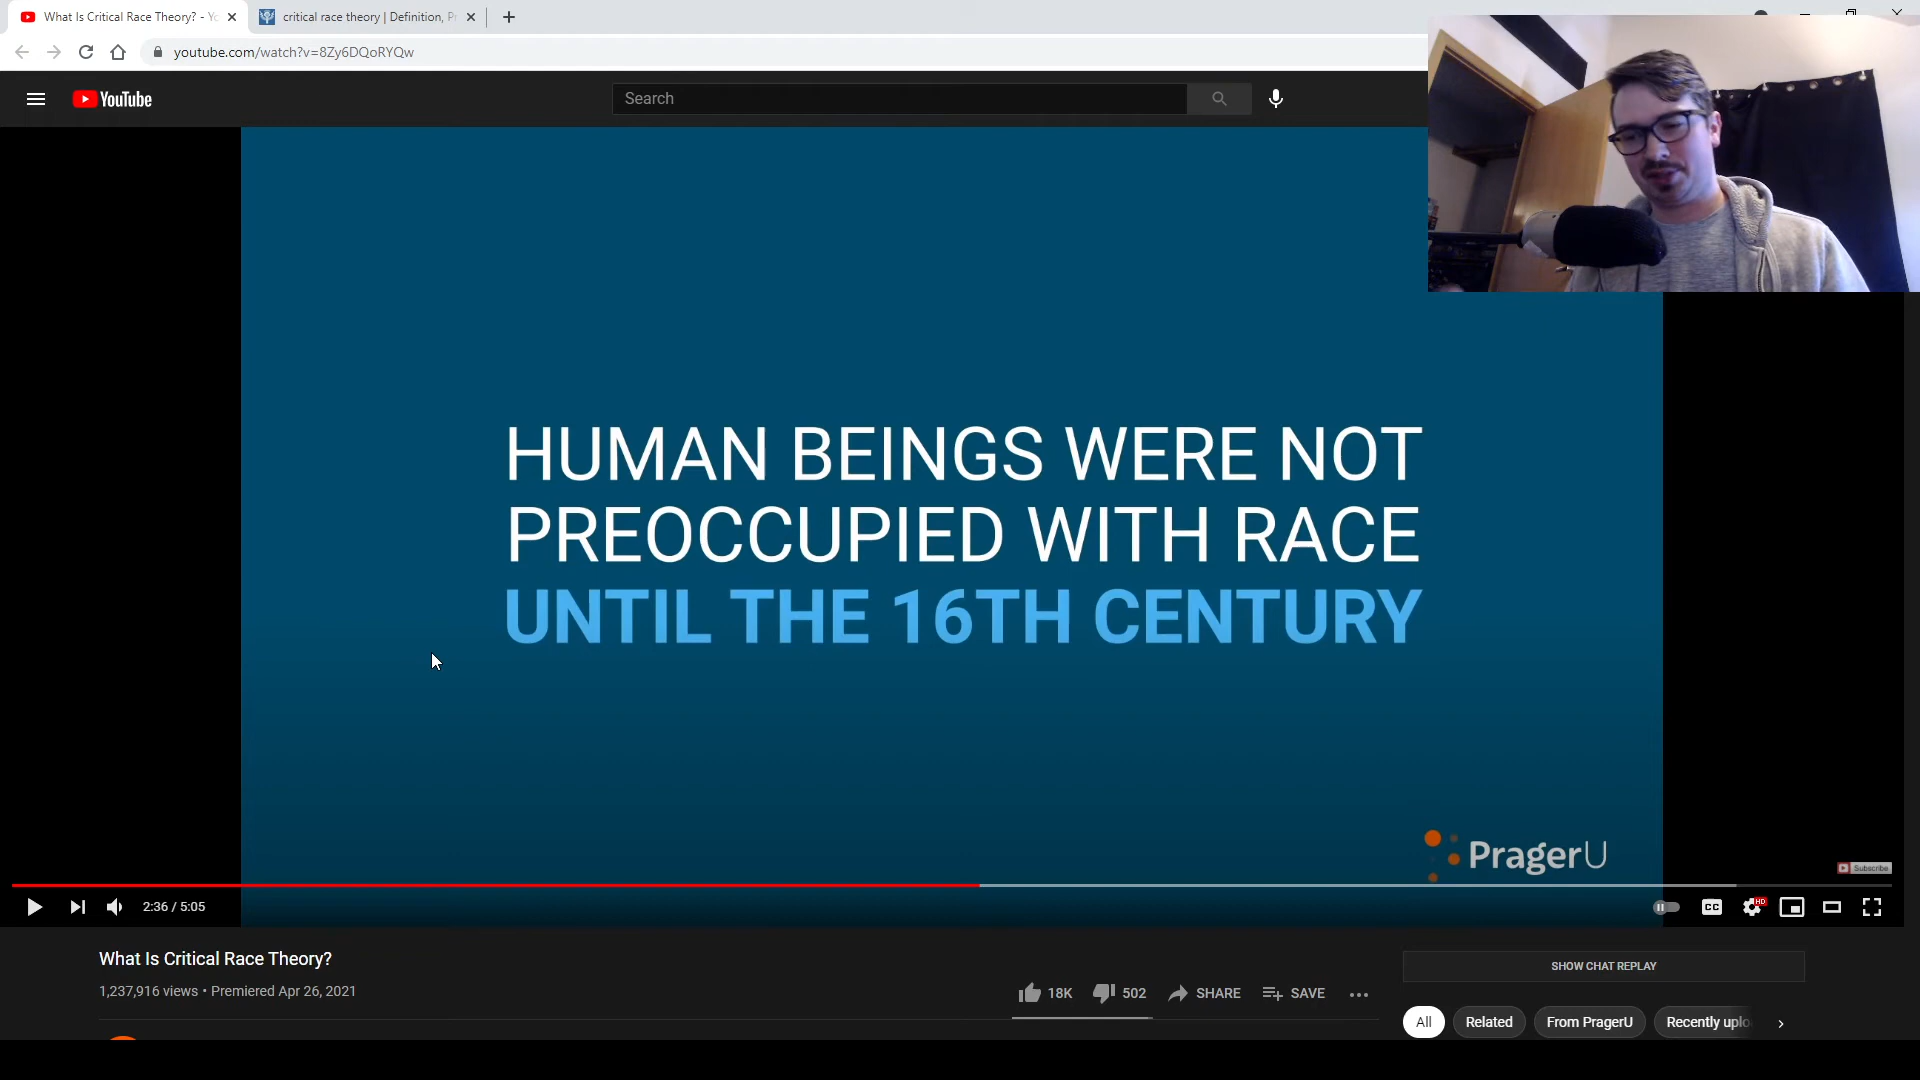 What Is Critical Race Theory? - Yo
critical race theory | Definition, Pr
youtube.com/watch?v=8Zy6DQoRYQw
YouTube
Search
HUMAN BEINGS WERE NOT
PREOCCUPIED WITH RACE
UNTIL THE 16TH CENTURY
PragerU
Subscribe
2:36 / 5:05
CC
HD
What Is Critical Race Theory?
1,237,916 views • Premiered Apr 26, 2021
18K
502
SHARE
SAVE
SHOW CHAT REPLAY
All
Related
From PragerU
Recently uplo